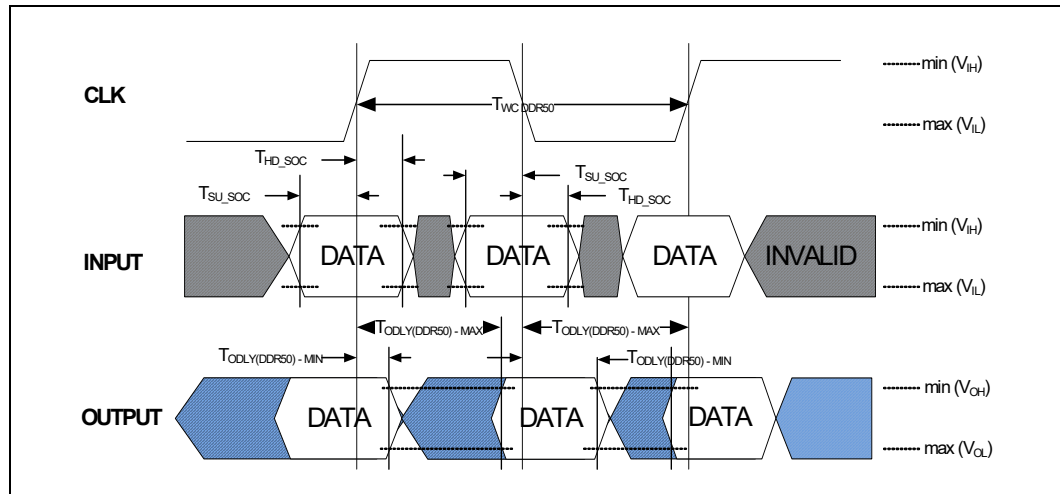 CLK
min (VIH)
TWC DDR50
max (VIL)
THD_SOC
TSU_SOC
TSU_SOC
THD_SOC
INPUT
DATA
DATA
DATA
INVALID
min (VIH)
max (VIL)
TODLY(DDR50) - MAX
TODLY(DDR50) - MAX
TODLY(DDR50) - MIN
TODLY(DDR50) - MIN
OUTPUT
DATA
DATA
DATA
min (VOH)
max (VOL)